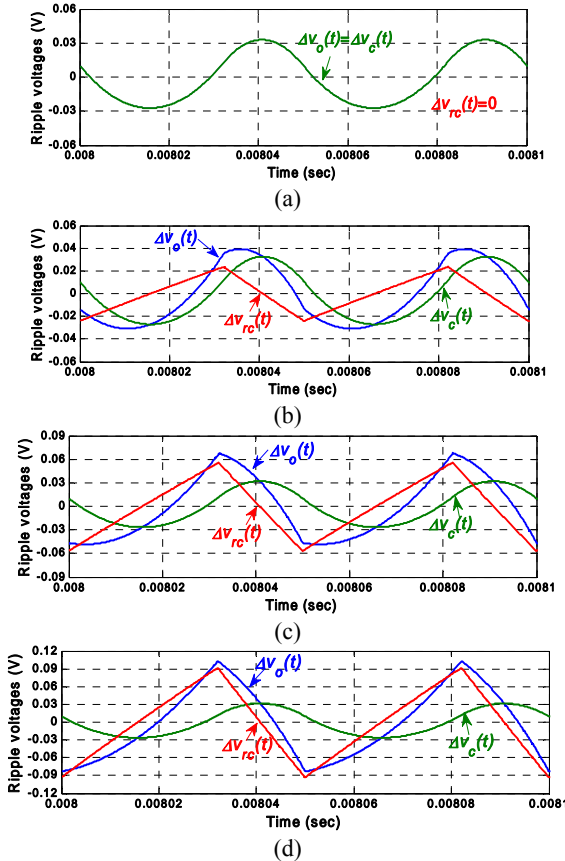 0.06
0.03
0
-0.03
-0.06
Ripple voltages (V)
Δvo(t)=Δvc(t)
Δvrc(t)=0
0.008 0.00802 0.00804 0.00806 0.00808 0.0081
Time (sec)
(a)
0.06
0.04
0.02
0
-0.02
-0.04
-0.06
Ripple voltages (V)
Δvo(t)
Δvrc(t)
Δvc(t)
0.008 0.00802 0.00804 0.00806 0.00808 0.0081
Time (sec)
(b)
0.09
0.06
0.03
0
-0.03
-0.06
-0.09
Ripple voltages (V)
Δvo(t)
Δvrc(t)
Δvc(t)
0.008 0.00802 0.00804 0.00806 0.00808 0.0081
Time (sec)
(c)
0.12
0.09
0.06
0.03
0
-0.03
-0.06
-0.09
-0.12
Ripple voltages (V)
Δvo(t)
Δvrc(t)
Δvc(t)
0.008 0.00802 0.00804 0.00806 0.00808 0.0081
Time (sec)
(d)